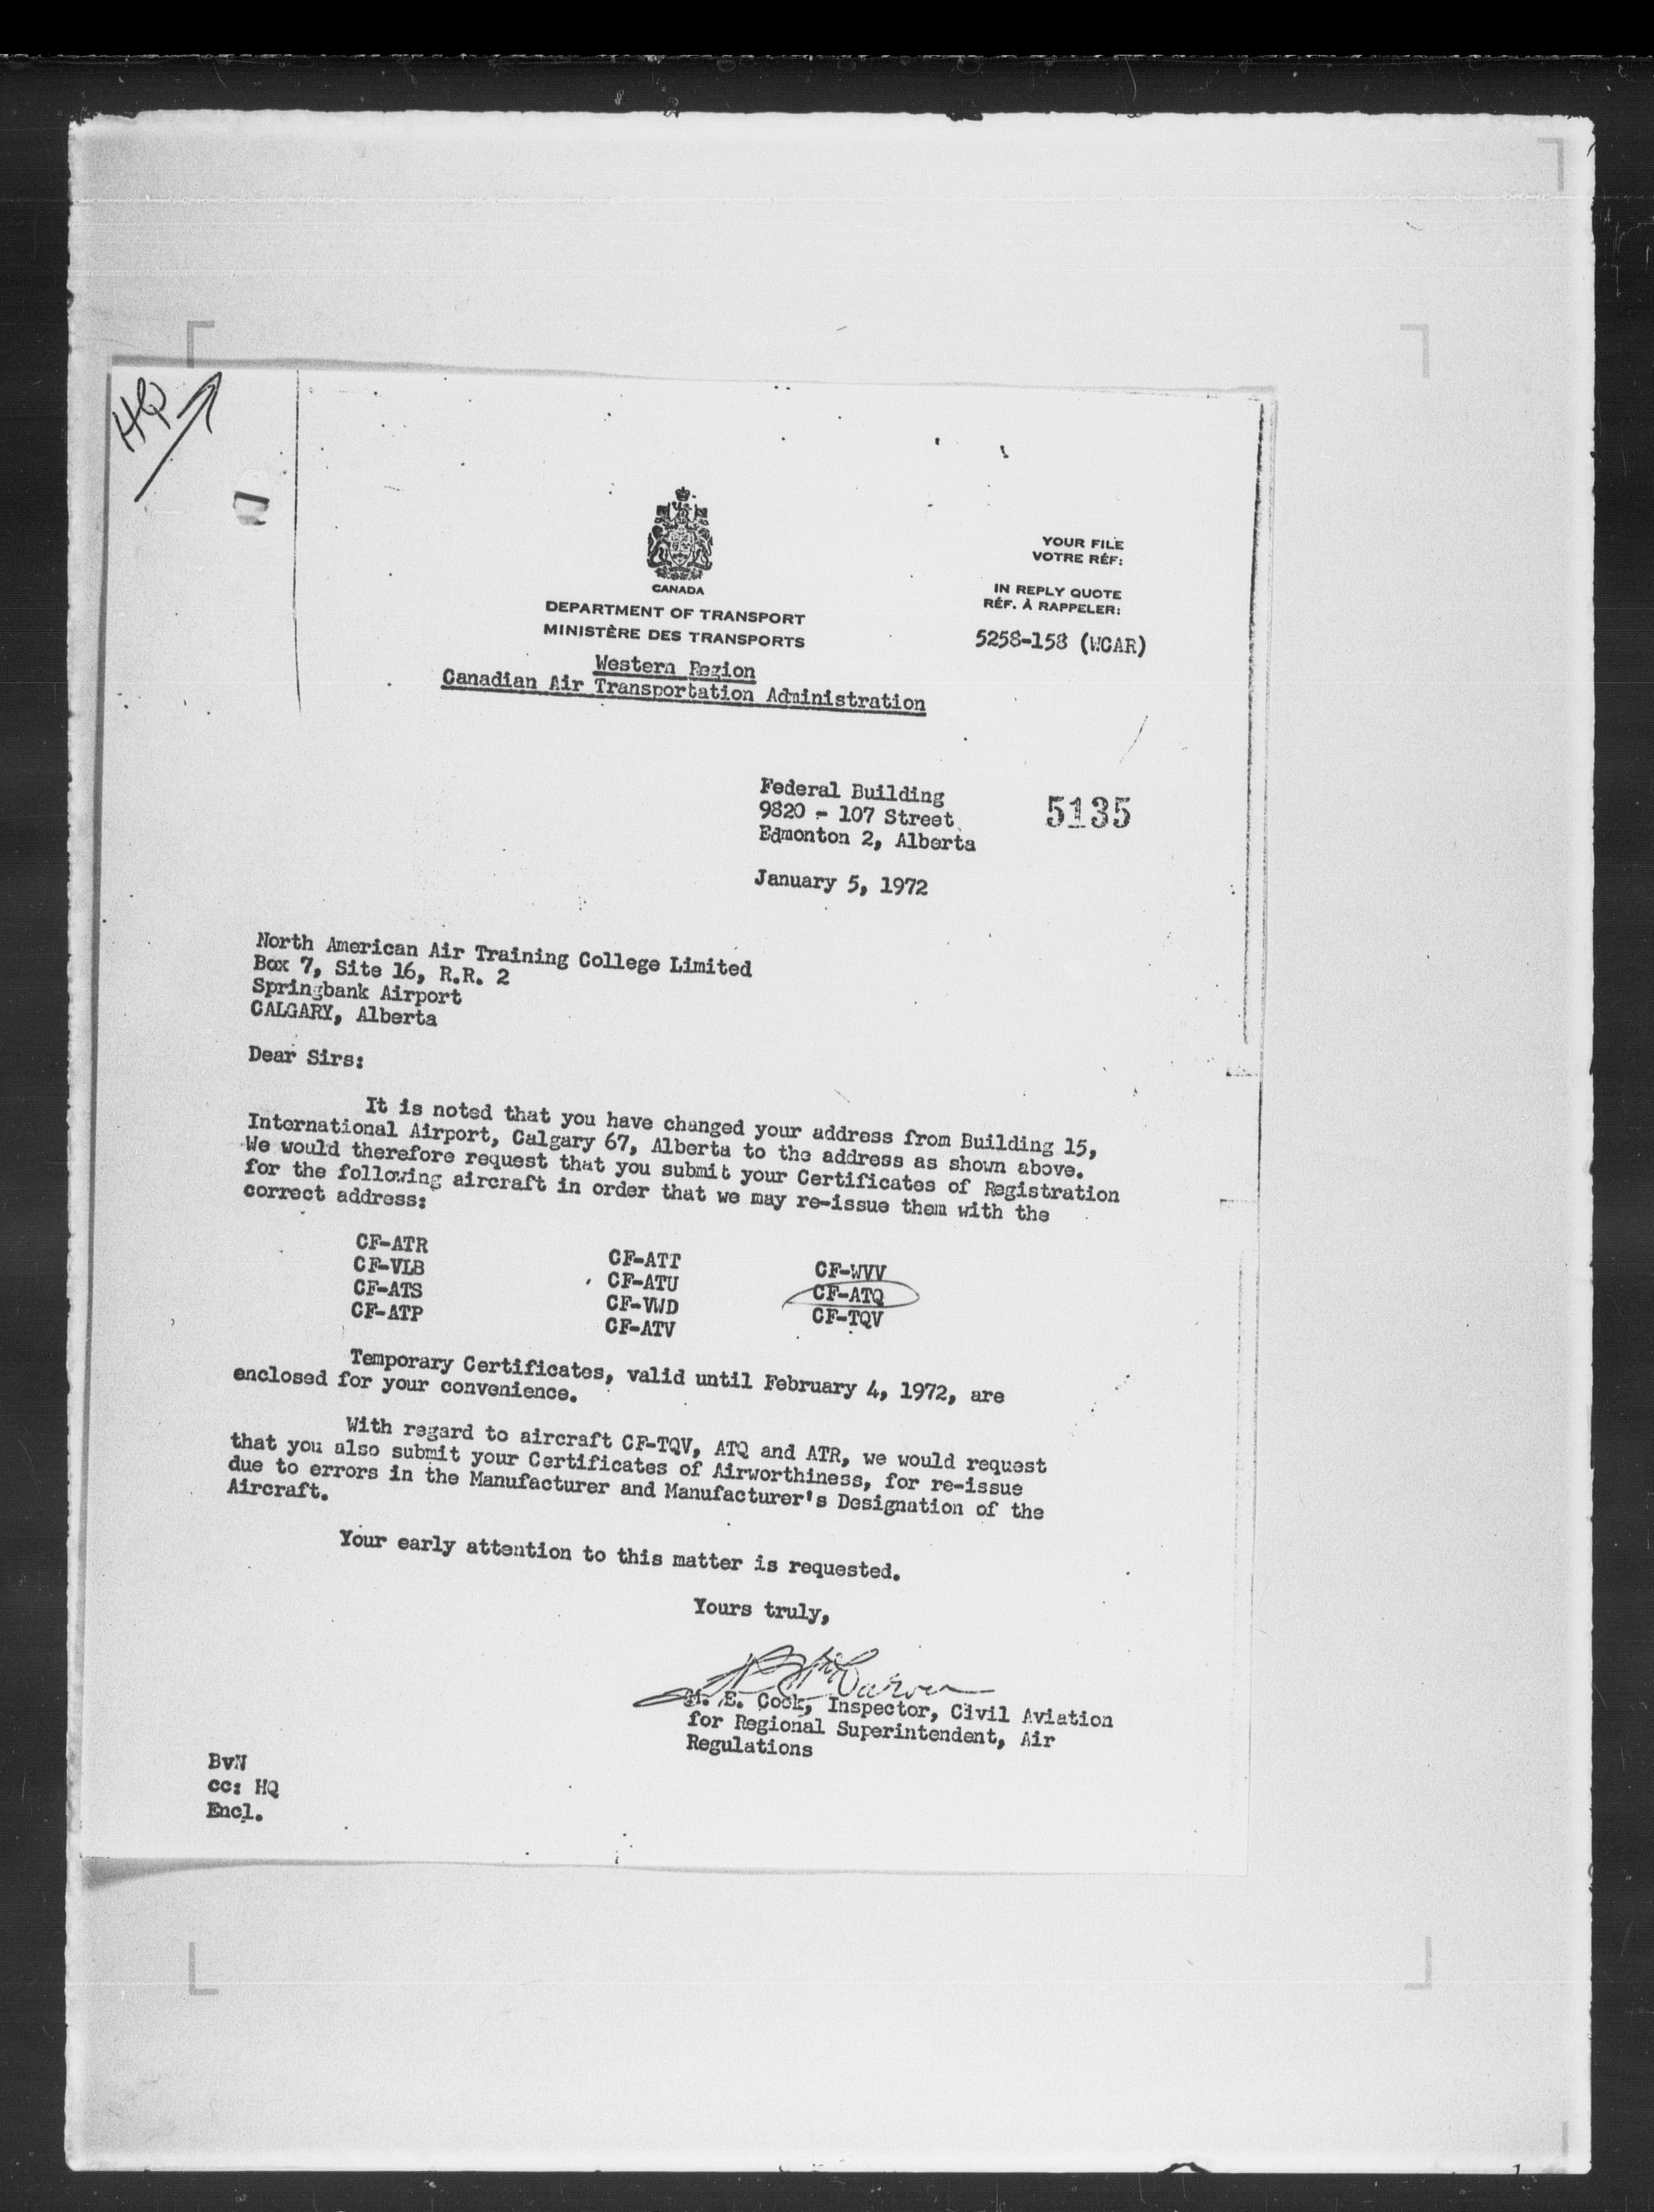 HQ
YOUR FILE
VOTRE RÉF:
IN REPLY QUOTE
RÉF. À RAPPELER:
5258-158 (WCAR)
CANADA
DEPARTMENT OF TRANSPORT
MINISTÈRE DES TRANSPORTS
Western Region
Canadian Air Transportation Administration
Federal Building
9820 - 107 Street
Edmonton 2, Alberta
5135
January 5, 1972
North American Air Training College Limited
Box 7, Site 16, R.R. 2
Springbank Airport
CALGARY, Alberta
Dear Sirs:
It is noted that you have changed your address from Building 15,
International Airport, Calgary 67, Alberta to the address as shown above.
We would therefore request that you submit your Certificates of Registration
for the following aircraft in order that we may re-issue them with the
correct address:
CF-ATR CF-ATT CF-WVV
CF-VLB CF-ATU CF-ATQ
CF-ATS CF-VWD CF-TQV
CF-ATP CF-ATV
Temporary Certificates, valid until February 4, 1972, are
enclosed for your convenience.
With regard to aircraft CF-TQV, ATQ and ATR, we would request
that you also submit your Certificates of Airworthiness, for re-issue
due to errors in the Manufacturer and Manufacturer's Designation of the
Aircraft.
Your early attention to this matter is requested.
Yours truly,
E. Cock, Inspector, Civil Aviation
for Regional Superintendent, Air
Regulations
BvN
cc: HQ
Encl.